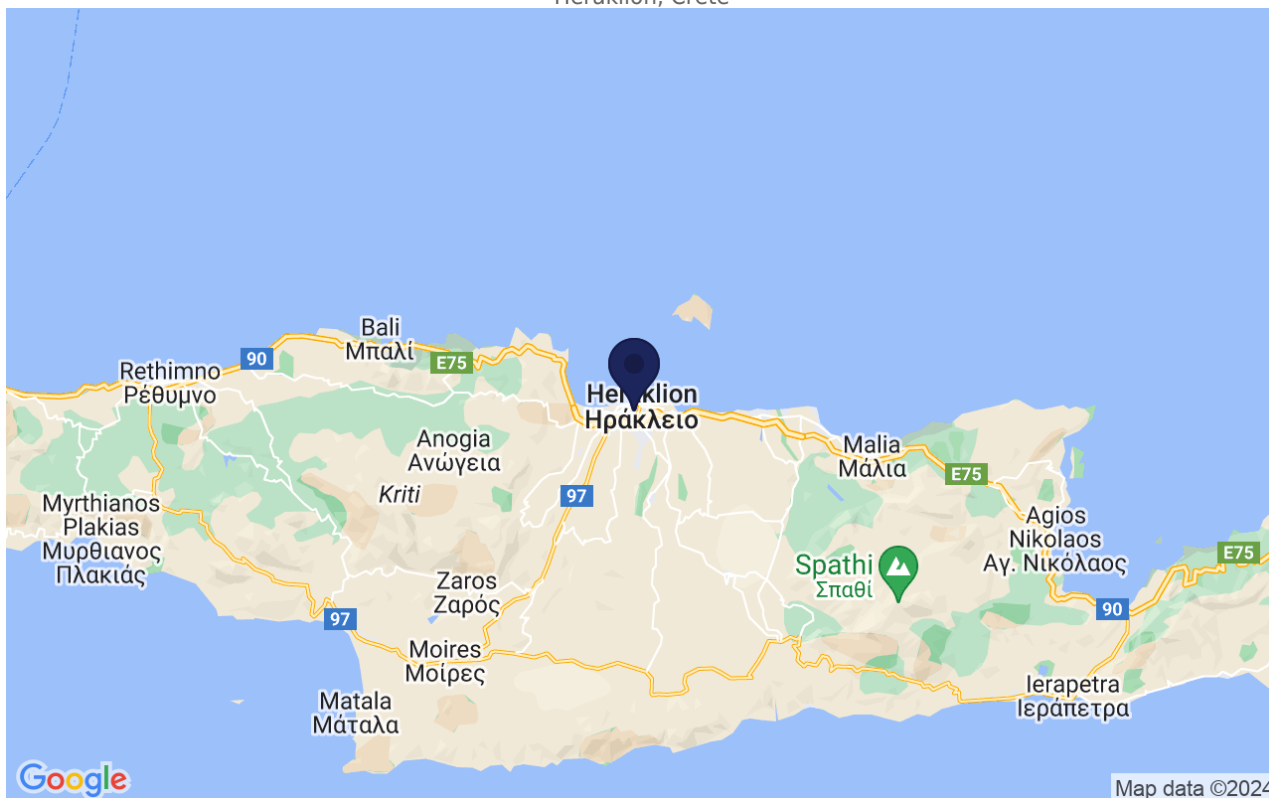 Heraklion, Crete
Bali
Μπαλί
90
E75
Rethimno
Ρέθυμνο
Heraklion
Ηράκλειο
Anogia
Ανώγεια
Malia
Μάλια
E75
Kriti
97
Myrthianos
Plakias
Μυρθιανος
Πλακιάς
Agios
Nikolaos
Αγ. Νικόλαος
E75
Spathi
Σπαθί
Zaros
Ζαρός
90
97
Moires
Μοίρες
Ierapetra
Ιεράπετρα
Matala
Μάταλα
Google
Map data ©2024